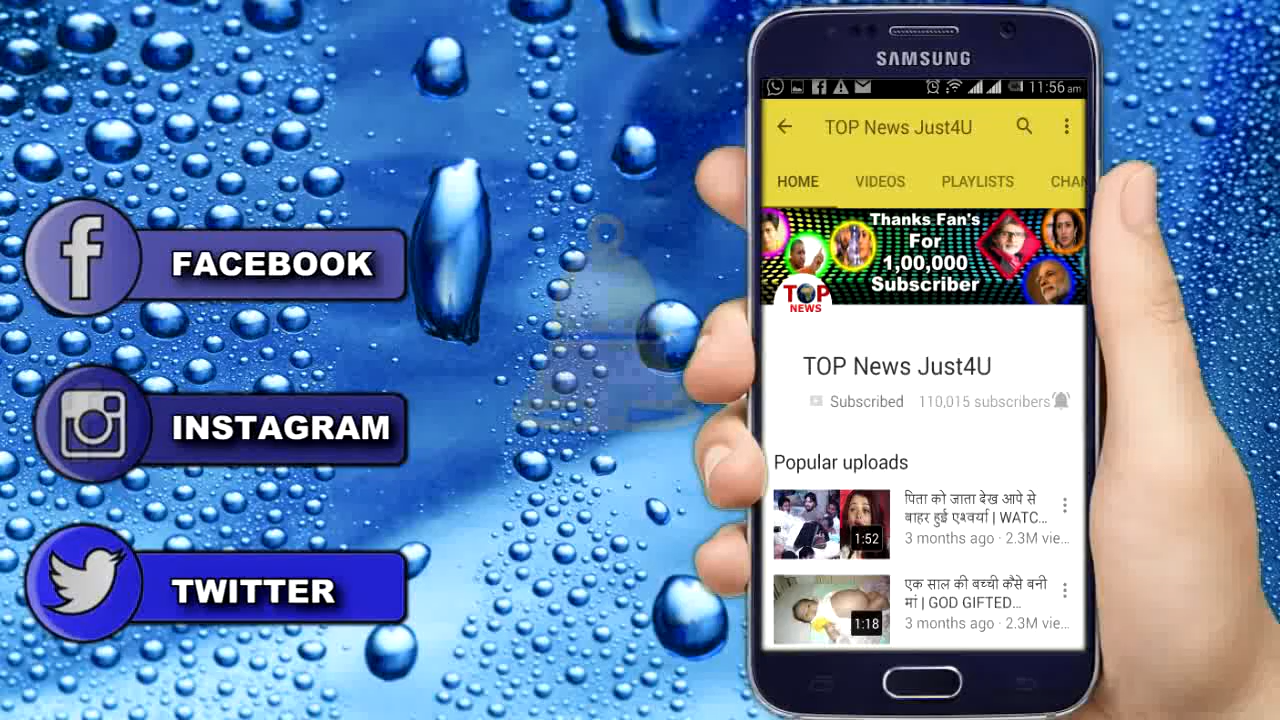 FACEBOOK
INSTAGRAM
TWITTER
SAMSUNG
11:56 am
TOP News Just4U
HOME VIDEOS PLAYLISTS CHAN
Thanks Fan's
For
1,00,000
Subscriber
TOP
NEWS
TOP News Just4U
Subscribed 110,015 subscribers
Popular uploads
पिता को जाता देख आपे से
बाहर हुई एश्वर्या | WATC...
3 months ago · 2.3M vie...
1:52
एक साल की बच्ची कैसे बनी
मां | GOD GIFTED...
3 months ago · 2.3M vie...
1:18